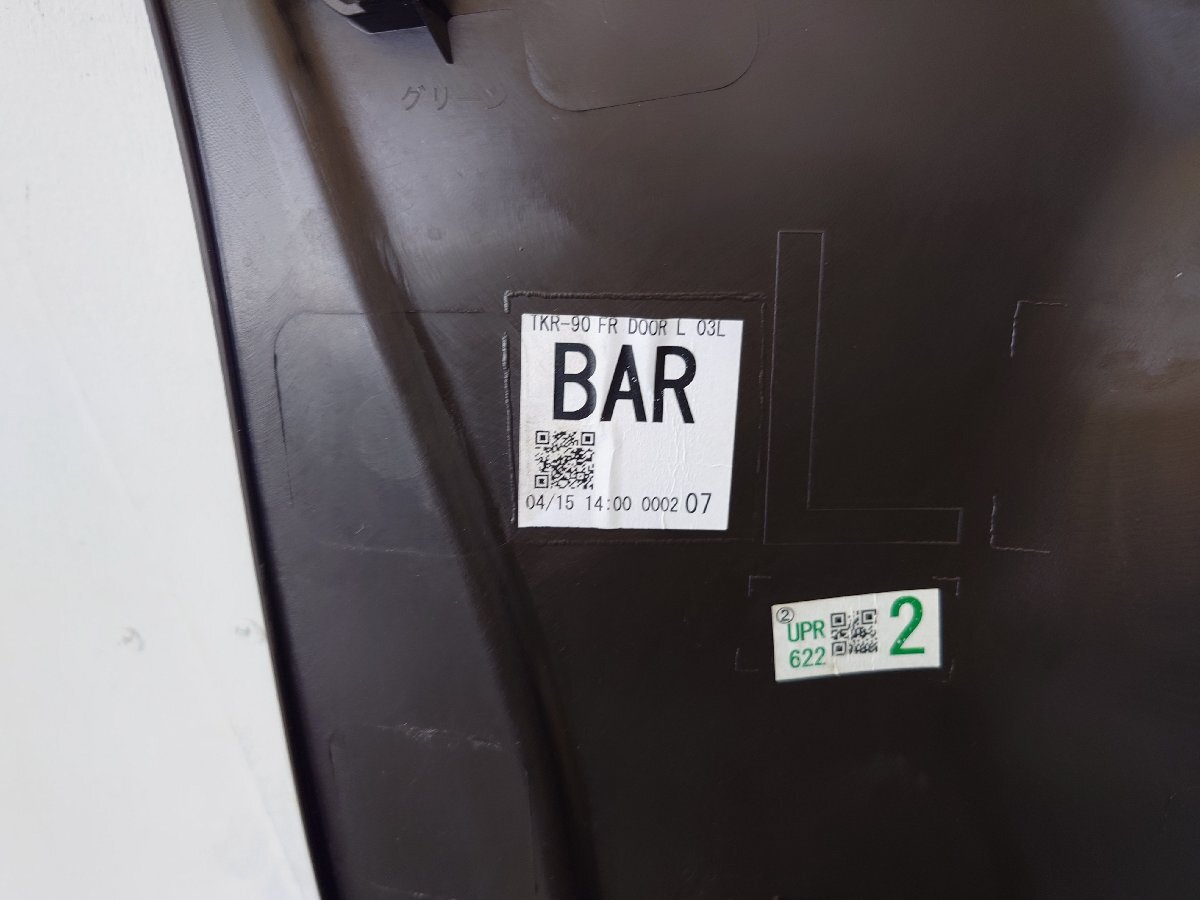 グリーン
TKR-90 FR DOOR L 03L
BAR
04/15 14:00 0002 07
L
②
UPR
622
2